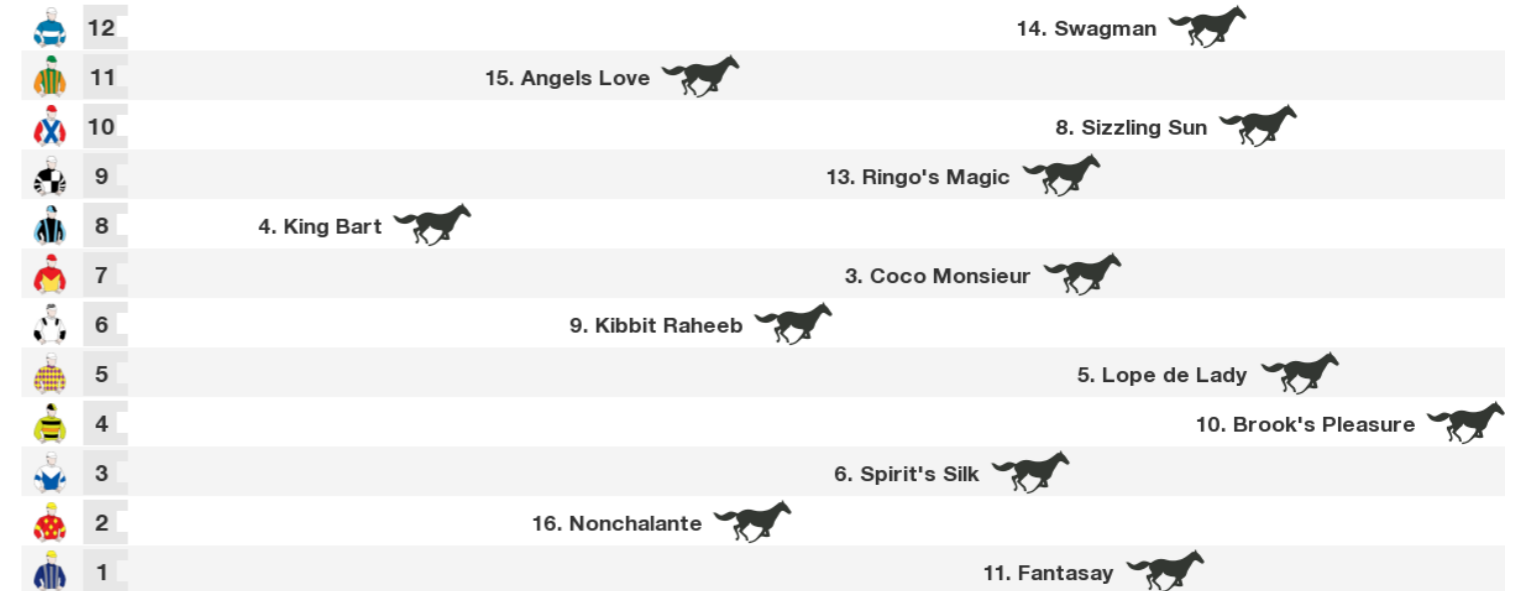 12 14. Swagman
11 15. Angels Love
10 8. Sizzling Sun
9 13. Ringo's Magic
8 4. King Bart
7 3. Coco Monsieur
6 9. Kibbit Raheeb
5 5. Lope de Lady
4 10. Brook's Pleasure
3 6. Spirit's Silk
2 16. Nonchalante
1 11. Fantasay